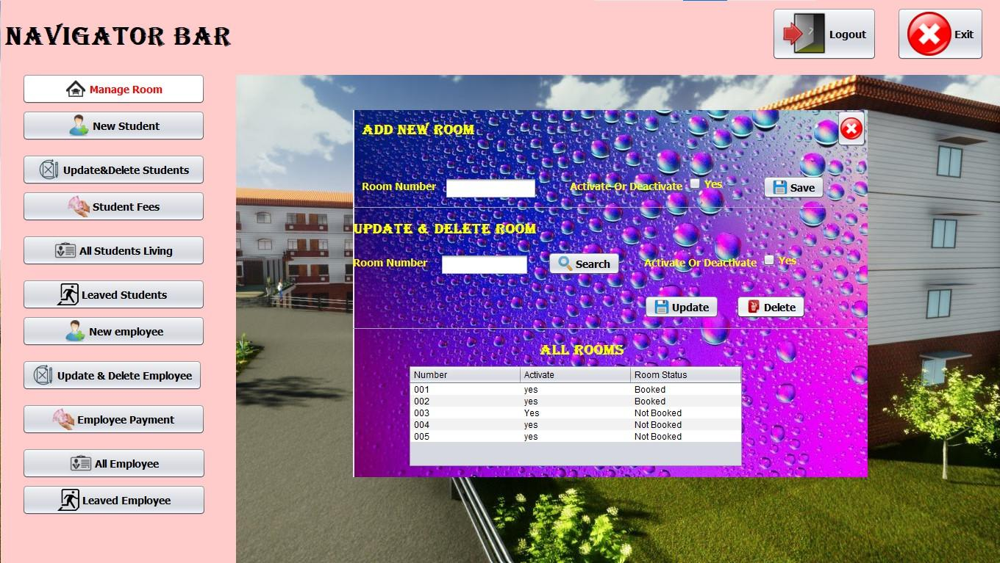 NAVIGATOR BAR
Logout
Exit
Manage Room
New Student
Update&Delete Students
Student Fees
All Students Living
Leaved Students
New employee
Update & Delete Employee
Employee Payment
All Employee
Leaved Employee
ADD NEW ROOM
Room Number Activate Or Deactivate Yes Save
UPDATE & DELETE ROOM
Room Number Search Activate Or Deactivate Yes
Update Delete
ALL ROOMS
Number Activate Room Status
001 yes Booked
002 yes Booked
003 Yes Not Booked
004 yes Not Booked
005 yes Not Booked